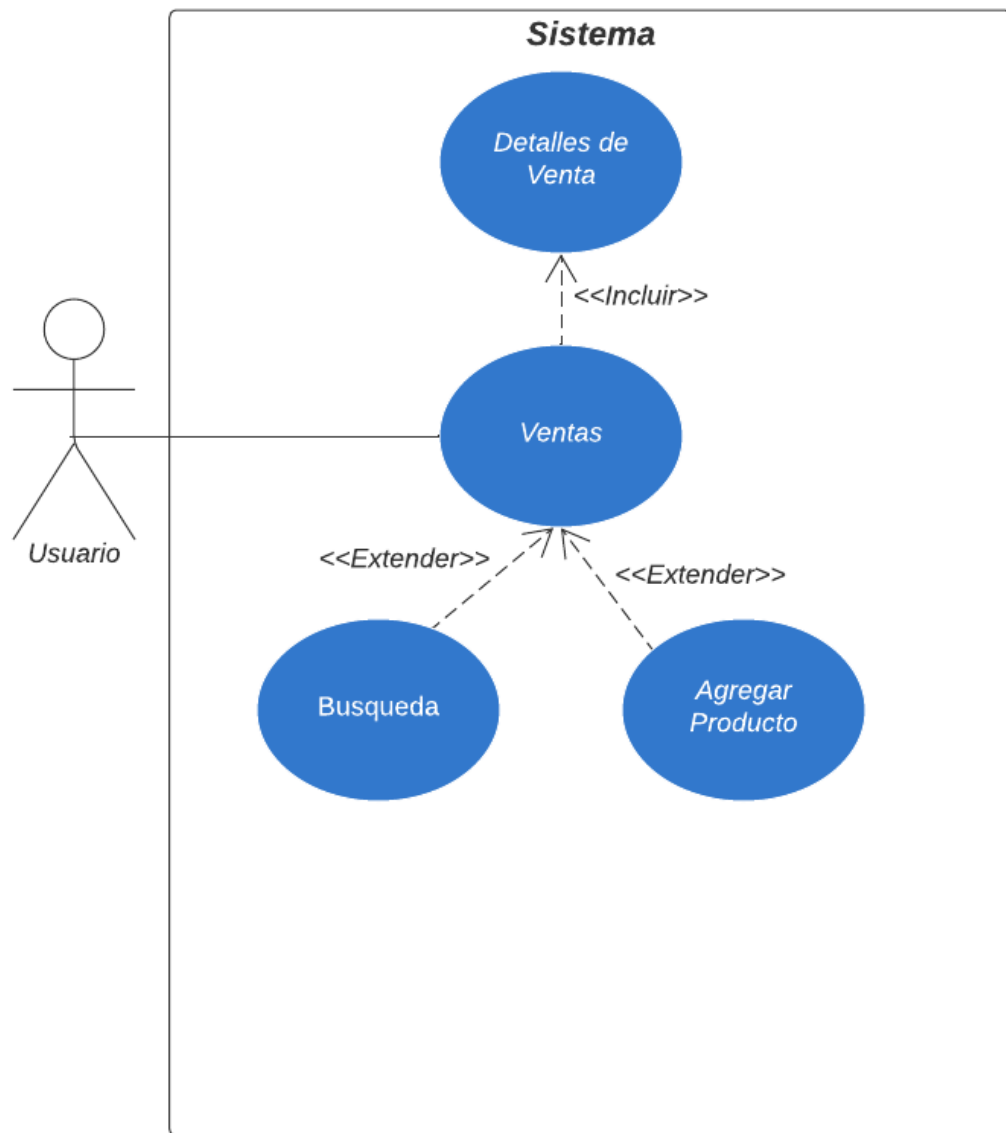 Sistema
Detalles de
Venta
<<Incluir>>
Ventas
Usuario
<<Extender>>
<<Extender>>
Busqueda
Agregar
Producto